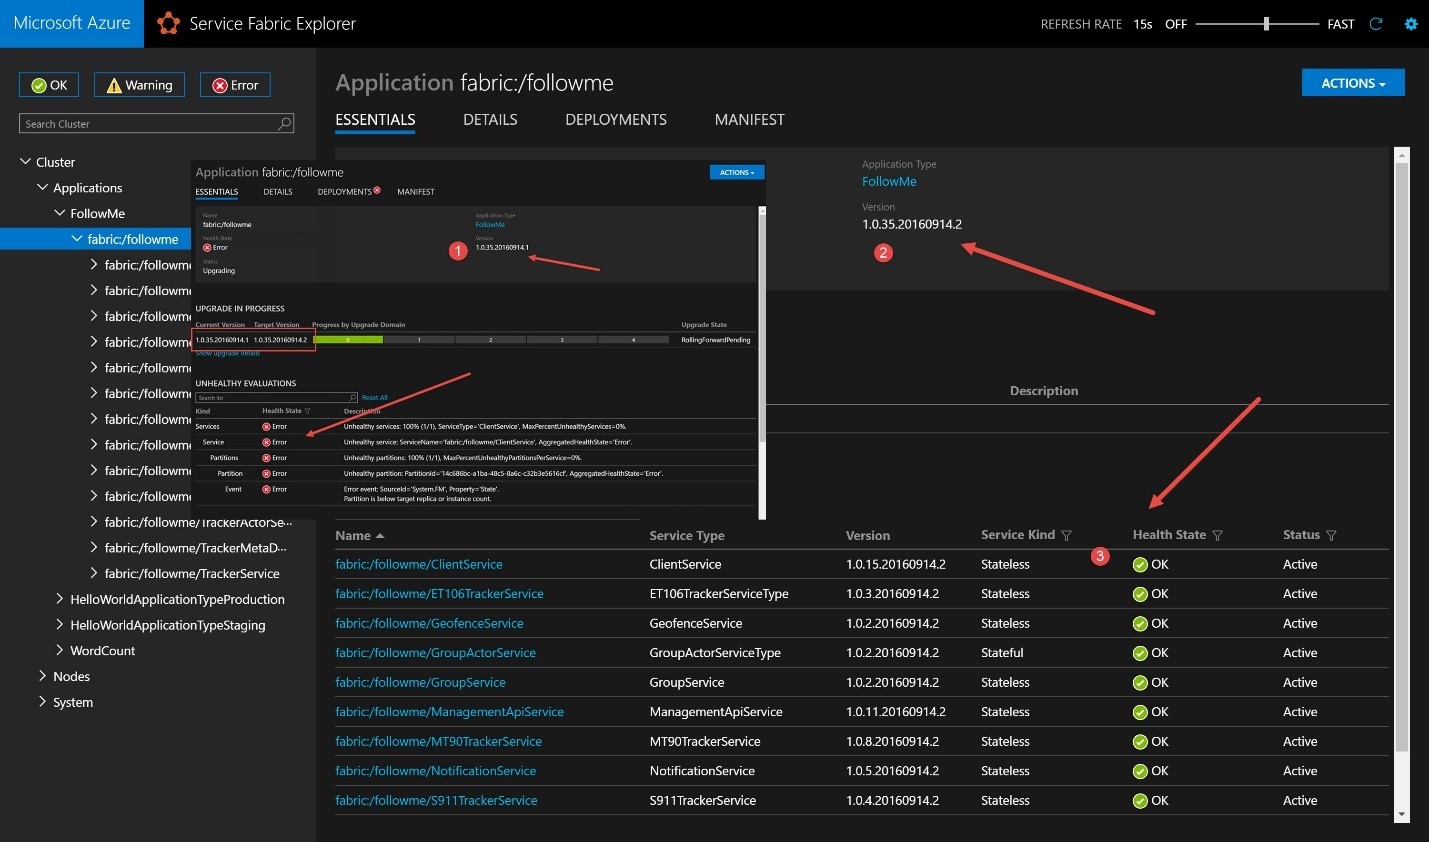 Microsoft Azure
Service Fabric Explorer
REFRESH RATE 15s OFF FAST
OK
Warning
Error
Search Cluster
Cluster
Applications
FollowMe
fabric:/followme
fabric:/followme
fabric:/followme
fabric:/followme
fabric:/followme
fabric:/followme
fabric:/followme
fabric:/followme
fabric:/followme
fabric:/followme
fabric:/followme
fabric:/followme/TrackerActorSe...
fabric:/followme/TrackerMetaD...
fabric:/followme/TrackerService
HelloWorldApplicationTypeProduction
HelloWorldApplicationTypeStaging
WordCount
Nodes
System
Application fabric:/followme
ACTIONS
ESSENTIALS DETAILS DEPLOYMENTS MANIFEST
Application Type
FollowMe
Version
1.0.35.20160914.2
2
Application fabric:/followme
ACTIONS
ESSENTIALS DETAILS DEPLOYMENTS MANIFEST
Name
fabric:/followme
Health State
Error
Status
Upgrading
Application Type
FollowMe
Version
1.0.35.20160914.1
1
UPGRADE IN PROGRESS
Current Version Target Version Progress by Upgrade Domain Upgrade State
1.0.35.20160914.1 1.0.35.20160914.2 0 1 2 3 4 RollingForwardPending
Show upgrade details
UNHEALTHY EVALUATIONS
Search list Reset All
Kind Health State Description
Services Error Unhealthy services: 100% (1/1), ServiceType='ClientService', MaxPercentUnhealthyServices=0%.
Service Error Unhealthy service: ServiceName='fabric:/followme/ClientService', AggregatedHealthState='Error'.
Partitions Error Unhealthy partitions: 100% (1/1), MaxPercentUnhealthyPartitionsPerService=0%.
Partition Error Unhealthy partition: PartitionId='14c686bc-a1ba-48c5-8a6c-c32b3e5616cf', AggregatedHealthState='Error'.
Event Error Error event: SourceId='System.FM', Property='State'.
Partition is below target replica or instance count.
Description
Name Service Type Version Service Kind Health State Status
3
fabric:/followme/ClientService ClientService 1.0.15.20160914.2 Stateless OK Active
fabric:/followme/ET106TrackerService ET106TrackerServiceType 1.0.3.20160914.2 Stateless OK Active
fabric:/followme/GeofenceService GeofenceService 1.0.2.20160914.2 Stateless OK Active
fabric:/followme/GroupActorService GroupActorServiceType 1.0.2.20160914.2 Stateful OK Active
fabric:/followme/GroupService GroupService 1.0.2.20160914.2 Stateless OK Active
fabric:/followme/ManagementApiService ManagementApiService 1.0.11.20160914.2 Stateless OK Active
fabric:/followme/MT90TrackerService MT90TrackerService 1.0.8.20160914.2 Stateless OK Active
fabric:/followme/NotificationService NotificationService 1.0.5.20160914.2 Stateless OK Active
fabric:/followme/S911TrackerService S911TrackerService 1.0.4.20160914.2 Stateless OK Active